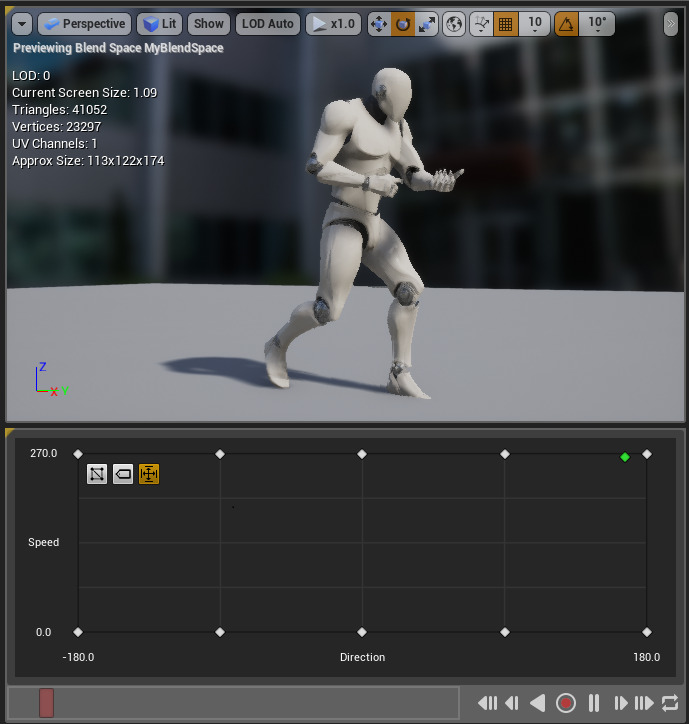 Perspective Lit Show LOD Auto x1.0 10 10°
Previewing Blend Space MyBlendSpace
LOD: 0
Current Screen Size: 1.09
Triangles: 41052
Vertices: 23297
UV Channels: 1
Approx Size: 113x122x174
Z
X Y
270.0
Speed
0.0
-180.0 Direction 180.0